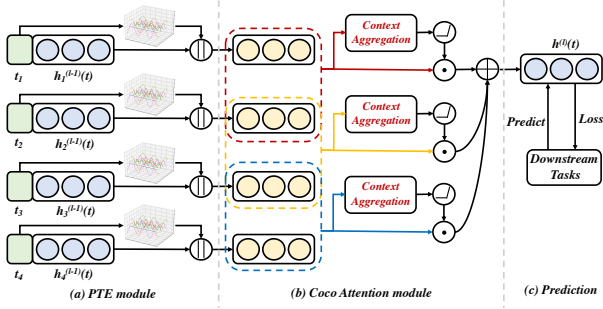 t1
h1(l-1)(t)
||
t2
h2(l-1)(t)
||
t3
h3(l-1)(t)
||
t4
h4(l-1)(t)
||
(a) PTE module
Context
Aggregation
Context
Aggregation
Context
Aggregation
(b) Coco Attention module
h(l)(t)
Predict
Loss
Downstream
Tasks
(c) Prediction